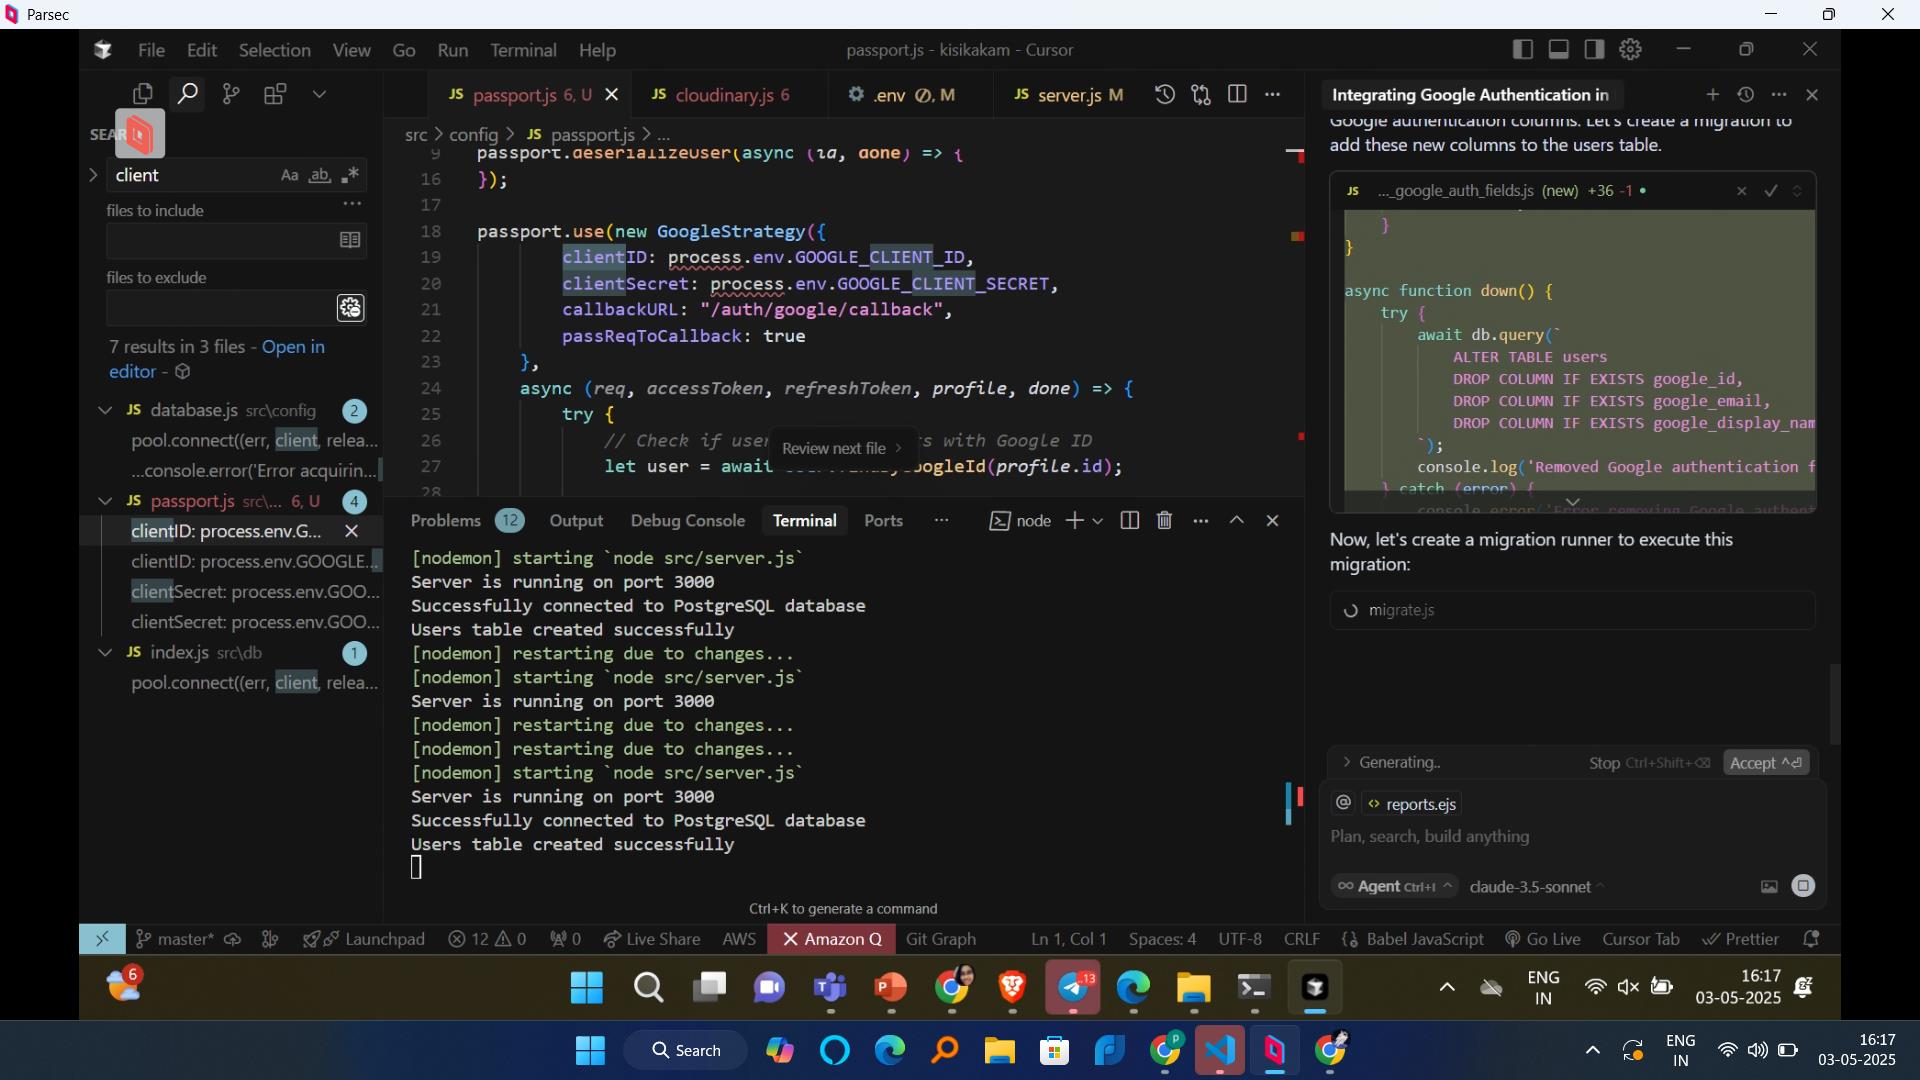 Parsec
File Edit Selection View Go Run Terminal Help
passport.js - kisikakam - Cursor
JS passport.js 6, U
JS cloudinary.js 6
.env M
JS server.js M
Integrating Google Authentication in
src > config > JS passport.js > ...
client
Aa ab
files to include
files to exclude
7 results in 3 files - Open in
editor -
JS database.js src\config 2
pool.connect((err, client, relea...
...console.error('Error acquirin...
JS passport.js src\... 6, U 4
clientID: process.env.G...
clientID: process.env.GOOGLE...
clientSecret: process.env.GOO...
clientSecret: process.env.GOO...
JS index.js src\db 1
pool.connect((err, client, relea...
9 passport.deserializeUser(async (id, done) => {
16 });
17
18 passport.use(new GoogleStrategy({
19 clientID: process.env.GOOGLE_CLIENT_ID,
20 clientSecret: process.env.GOOGLE_CLIENT_SECRET,
21 callbackURL: "/auth/google/callback",
22 passReqToCallback: true
23 },
24 async (req, accessToken, refreshToken, profile, done) => {
25 try {
26 // Check if user s with Google ID
Review next file >
27 let user = await oogleId(profile.id);
28
Problems 12 Output Debug Console Terminal Ports ... node
[nodemon] starting `node src/server.js`
Server is running on port 3000
Successfully connected to PostgreSQL database
Users table created successfully
[nodemon] restarting due to changes...
[nodemon] starting `node src/server.js`
Server is running on port 3000
[nodemon] restarting due to changes...
[nodemon] restarting due to changes...
[nodemon] starting `node src/server.js`
Server is running on port 3000
Successfully connected to PostgreSQL database
Users table created successfully
Ctrl+K to generate a command
Google authentication columns. Let's create a migration to
add these new columns to the users table.
JS ..._google_auth_fields.js (new) +36 -1
}
}
async function down() {
try {
await db.query(`
ALTER TABLE users
DROP COLUMN IF EXISTS google_id,
DROP COLUMN IF EXISTS google_email,
DROP COLUMN IF EXISTS google_display_nam
`);
console.log('Removed Google authentication f
} catch (error) {
console.error('Error removing Google authent
Now, let's create a migration runner to execute this
migration:
migrate.js
> Generating.. Stop Ctrl+Shift+⌫ Accept ^⏎
@ <> reports.ejs
Plan, search, build anything
∞ Agent Ctrl+I claude-3.5-sonnet
master* Launchpad 12 0 0 Live Share AWS Amazon Q Git Graph Ln 1, Col 1 Spaces: 4 UTF-8 CRLF Babel JavaScript Go Live Cursor Tab Prettier
6
13
ENG
IN
16:17
03-05-2025
Search
ENG
IN
16:17
03-05-2025